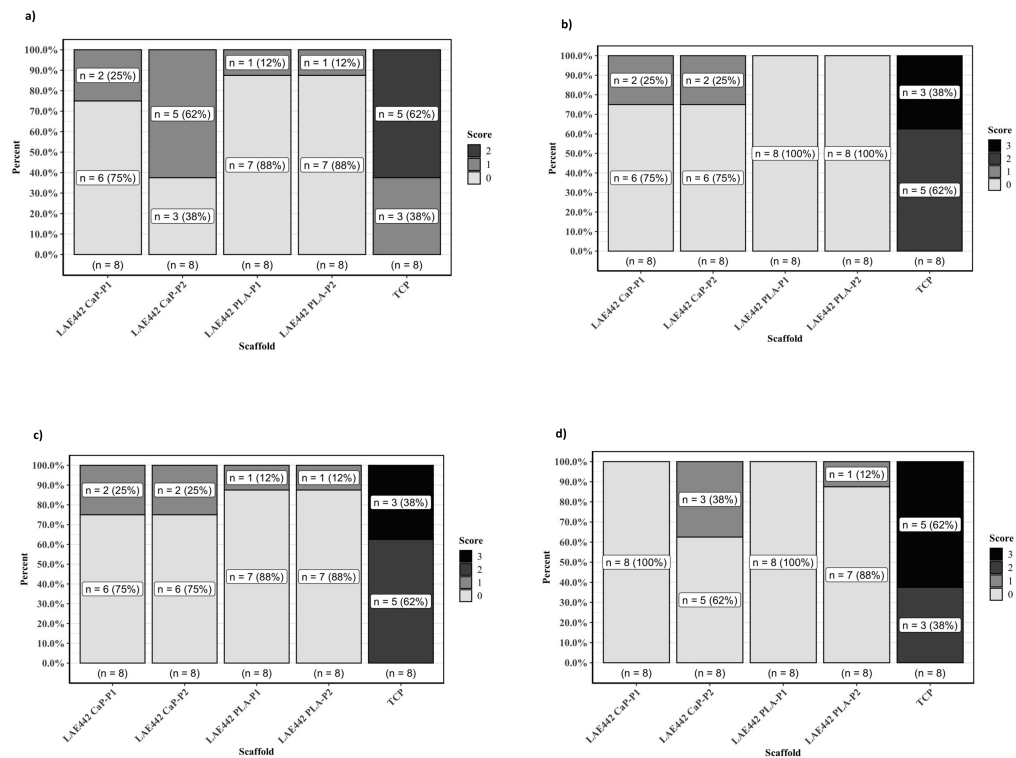 a)
100.0%
90.0%
80.0%
70.0%
60.0%
50.0%
40.0%
30.0%
20.0%
10.0%
0.0%
Percent
n = 2 (25%)
n = 6 (75%)
n = 5 (62%)
n = 3 (38%)
n = 1 (12%)
n = 7 (88%)
n = 1 (12%)
n = 7 (88%)
n = 5 (62%)
n = 3 (38%)
(n = 8)
(n = 8)
(n = 8)
(n = 8)
(n = 8)
LAE442 CaP-P1
LAE442 CaP-P2
LAE442 PLA-P1
LAE442 PLA-P2
TCP
Scaffold
Score
2
1
0
b)
100.0%
90.0%
80.0%
70.0%
60.0%
50.0%
40.0%
30.0%
20.0%
10.0%
0.0%
Percent
n = 2 (25%)
n = 6 (75%)
n = 2 (25%)
n = 6 (75%)
n = 8 (100%)
n = 8 (100%)
n = 3 (38%)
n = 5 (62%)
(n = 8)
(n = 8)
(n = 8)
(n = 8)
(n = 8)
LAE442 CaP-P1
LAE442 CaP-P2
LAE442 PLA-P1
LAE442 PLA-P2
TCP
Scaffold
Score
3
2
1
0
c)
100.0%
90.0%
80.0%
70.0%
60.0%
50.0%
40.0%
30.0%
20.0%
10.0%
0.0%
Percent
n = 2 (25%)
n = 6 (75%)
n = 2 (25%)
n = 6 (75%)
n = 1 (12%)
n = 7 (88%)
n = 1 (12%)
n = 7 (88%)
n = 3 (38%)
n = 5 (62%)
(n = 8)
(n = 8)
(n = 8)
(n = 8)
(n = 8)
LAE442 CaP-P1
LAE442 CaP-P2
LAE442 PLA-P1
LAE442 PLA-P2
TCP
Scaffold
Score
3
2
1
0
d)
100.0%
90.0%
80.0%
70.0%
60.0%
50.0%
40.0%
30.0%
20.0%
10.0%
0.0%
Percent
n = 8 (100%)
n = 3 (38%)
n = 5 (62%)
n = 8 (100%)
n = 1 (12%)
n = 7 (88%)
n = 5 (62%)
n = 3 (38%)
(n = 8)
(n = 8)
(n = 8)
(n = 8)
(n = 8)
LAE442 CaP-P1
LAE442 CaP-P2
LAE442 PLA-P1
LAE442 PLA-P2
TCP
Scaffold
Score
3
2
1
0